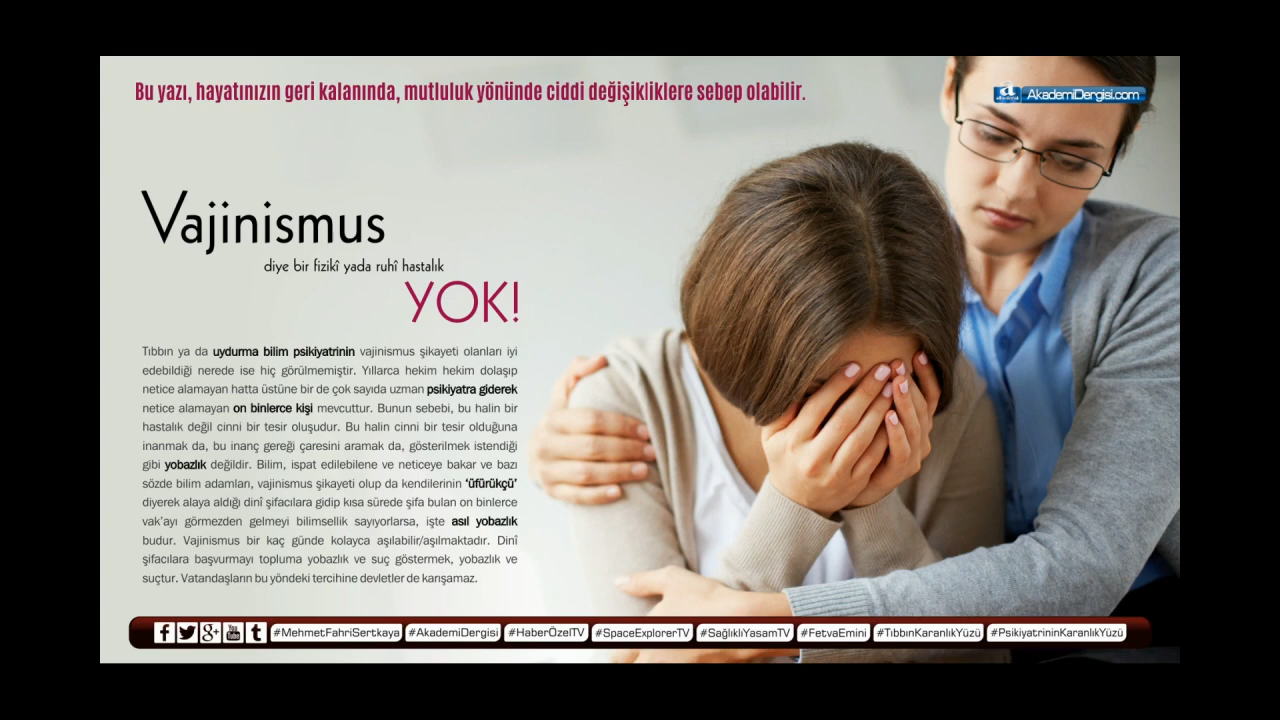 Bu yazı, hayatınızın geri kalanında, mutluluk yönünde ciddi değişikliklere sebep olabilir.
AkademiDergisi.com
Vajinismus
diye bir fizikî yada ruhî hastalık
YOK!
Tıbbın ya da uydurma bilim psikiyatrinin vajinismus şikayeti olanları iyi
edebildiği nerede ise hiç görülmemiştir. Yıllarca hekim hekim dolaşıp
netice alamayan hatta üstüne bir de çok sayıda uzman psikiyatra giderek
netice alamayan on binlerce kişi mevcuttur. Bunun sebebi, bu halin bir
hastalık değil cinni bir tesir oluşudur. Bu halin cinni bir tesir olduğuna
inanmak da, bu inanç gereği çaresini aramak da, gösterilmek istendiği
gibi yobazlık değildir. Bilim, ispat edilebilene ve neticeye bakar ve bazı
sözde bilim adamları, vajinismus şikayeti olup da kendilerinin ‘üfürükçü’
diyerek alaya aldığı dinî şifacılara gidip kısa sürede şifa bulan on binlerce
vak’ayı görmezden gelmeyi bilimsellik sayıyorlarsa, işte asıl yobazlık
budur. Vajinismus bir kaç günde kolayca aşılabilir/aşılmaktadır. Dinî
şifacılara başvurmayı topluma yobazlık ve suç göstermek, yobazlık ve
suçtur. Vatandaşların bu yöndeki tercihine devletler de karışamaz.
#MehmetFahriSertkaya #AkademiDergisi #HaberÖzelTV #SpaceExplorerTV #SağlıklıYasamTV #FetvaEmini #TıbbınKaranlıkYüzü #PsikiyatrininKaranlıkYüzü